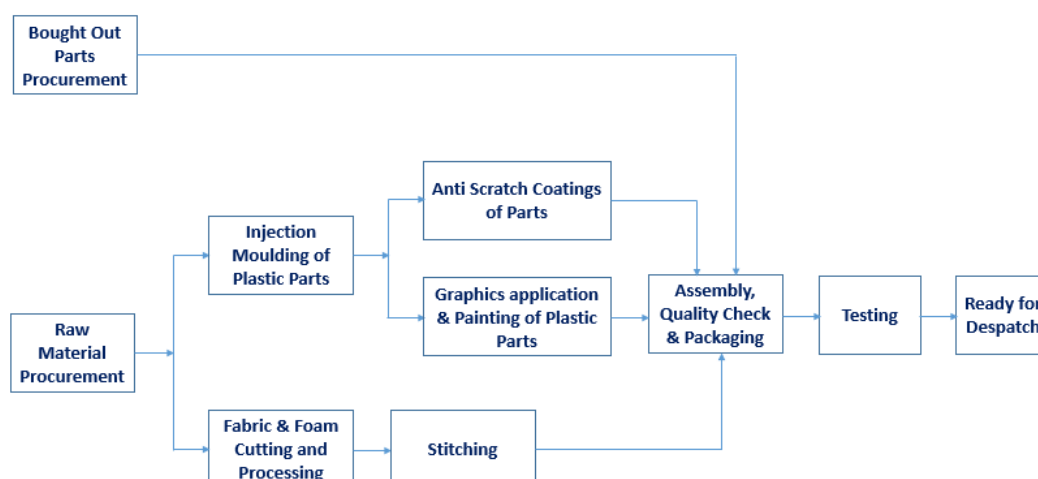 Bought Out
Parts
Procurement
Anti Scratch Coatings
of Parts
Injection
Moulding of
Plastic Parts
Graphics application
& Painting of Plastic
Parts
Assembly,
Quality Check
& Packaging
Testing
Ready for
Despatch
Raw
Material
Procurement
Fabric & Foam
Cutting and
Processing
Stitching